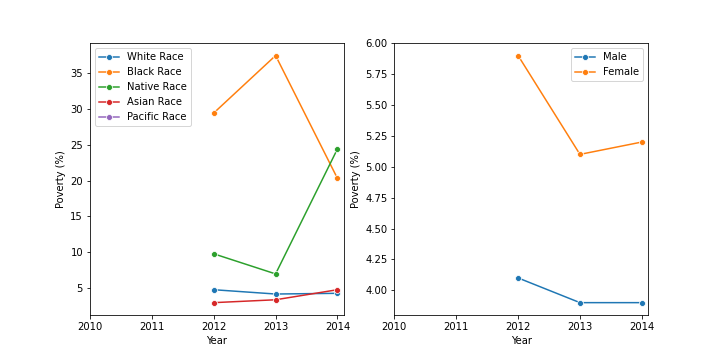 White Race
Black Race
Native Race
Asian Race
Pacific Race
Poverty (%)
35
30
25
20
15
10
5
2010 2011 2012 2013 2014
Year
Male
Female
Poverty (%)
6.00
5.75
5.50
5.25
5.00
4.75
4.50
4.25
4.00
2010 2011 2012 2013 2014
Year